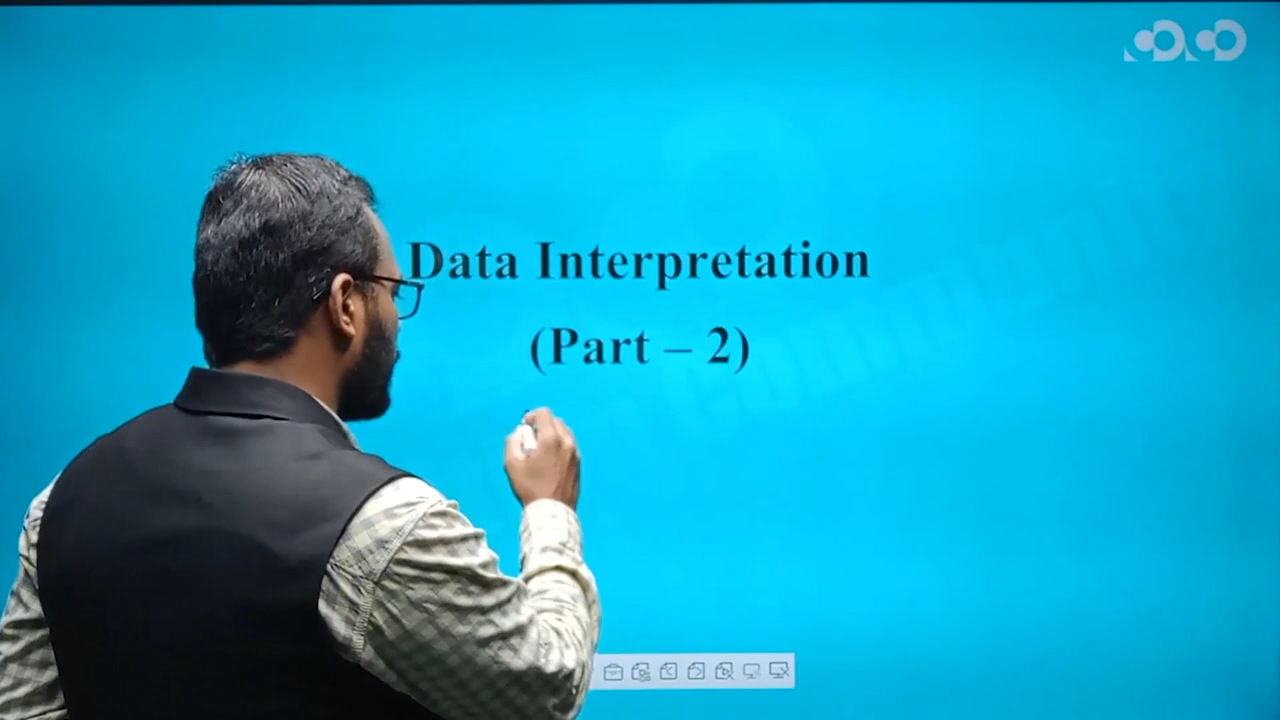 Data Interpretation
(Part – 2)